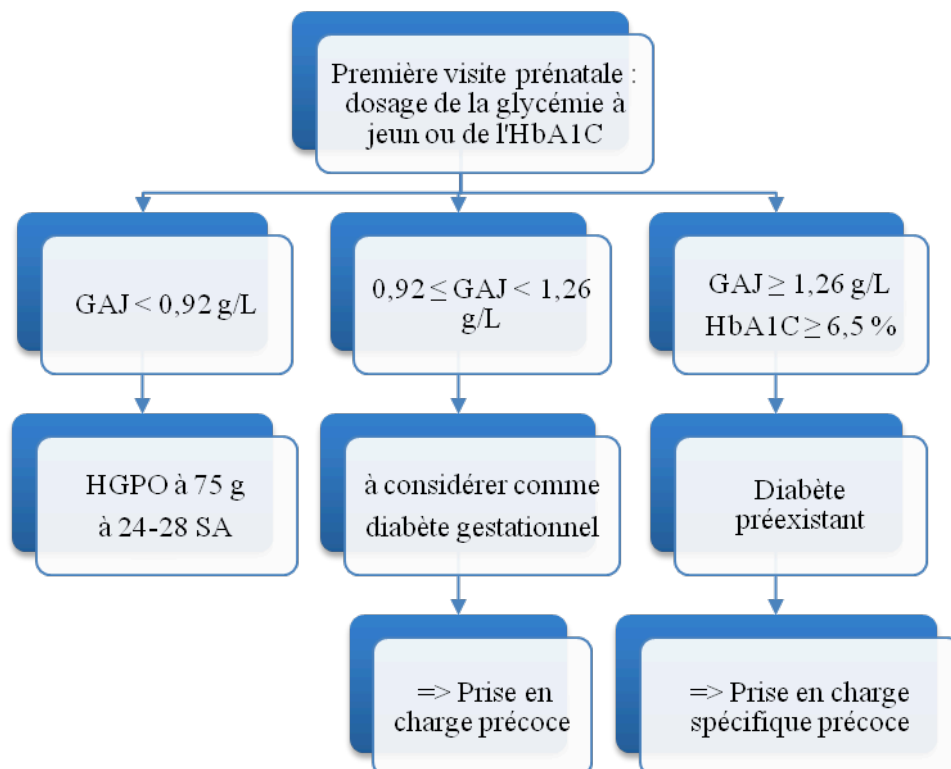 Première visite prénatale :
dosage de la glycémie à
jeun ou de l'HbA1C
GAJ < 0,92 g/L
0,92 ≤ GAJ < 1,26
g/L
GAJ ≥ 1,26 g/L
HbA1C ≥ 6,5 %
HGPO à 75 g
à 24-28 SA
à considérer comme
diabète gestationnel
Diabète
préexistant
=> Prise en
charge précoce
=> Prise en charge
spécifique précoce